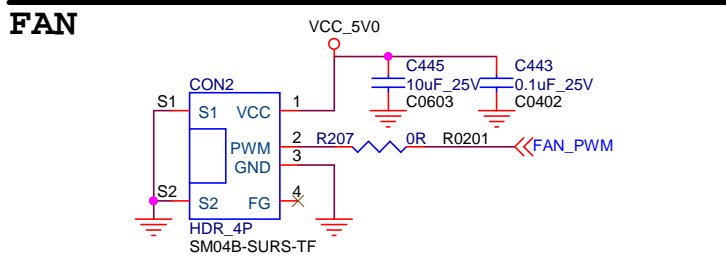 FAN
VCC_5V0
C445
10uF_25V
C0603
C443
0.1uF_25V
C0402
CON2
S1 S1 VCC 1
PWM 2 R207 0R R0201 FAN_PWM
GND 3
S2 S2 FG 4
HDR_4P
SM04B-SURS-TF